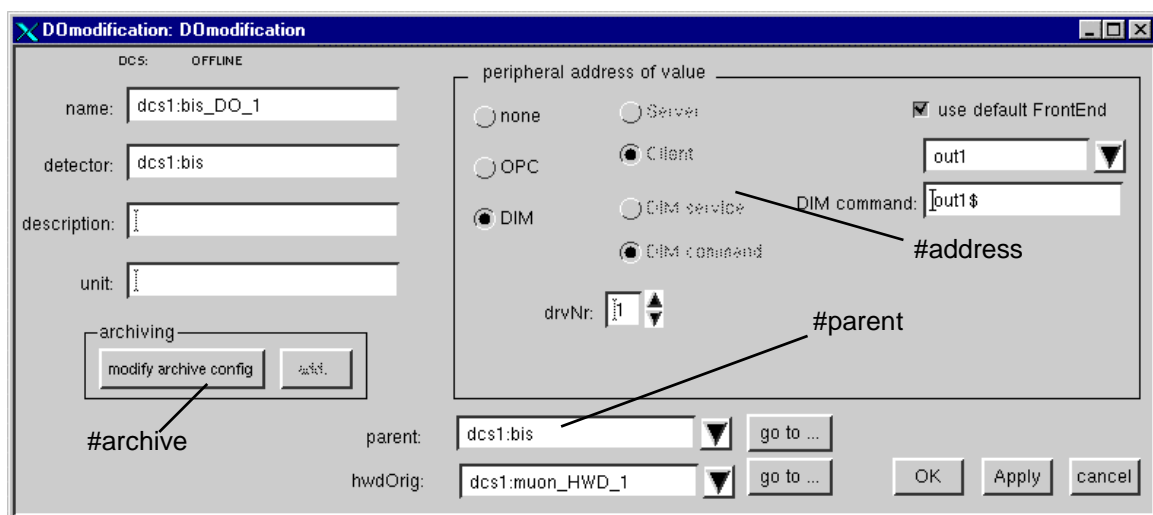 DOmodification: DOmodification
DCS: OFFLINE
name: dcs1:bis_DO_1
detector: dcs1:bis
description:
unit:
archiving
modify archive config add.
#archive
peripheral address of value
none Server use default FrontEnd
OPC Client out1
DIM DIM service DIM command: out1$
DIM command
#address
drvNr: 1
#parent
parent: dcs1:bis go to ...
hwdOrig: dcs1:muon_HWD_1 go to ...
OK Apply cancel